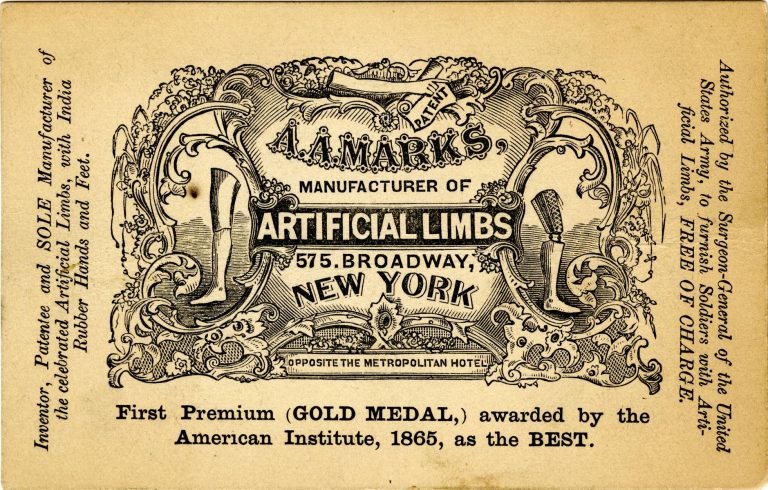 Inventor, Patentee and SOLE Manufacturer of
the celebrated Artificial Limbs, with India
Rubber Hands and Feet.
PATENT
A.A.MARKS,
MANUFACTURER OF
ARTIFICIAL LIMBS
575. BROADWAY,
NEW YORK
OPPOSITE THE METROPOLITAN HOTEL
First Premium (GOLD MEDAL,) awarded by the
American Institute, 1865, as the BEST.
Authorized by the Surgeon-General of the United
States Army, to furnish Soldiers with Arti-
ficial Limbs, FREE OF CHARGE.